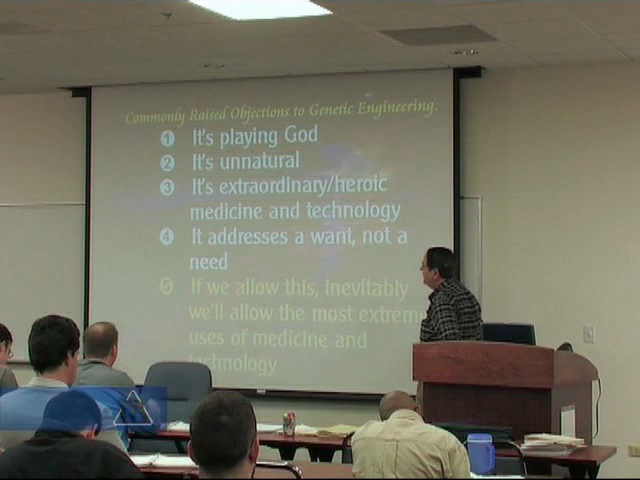 Commonly Raised Objections to Genetic Engineering.
1 It's playing God
2 It's unnatural
3 It's extraordinary/heroic
medicine and technology
4 It addresses a want, not a
need
5 If we allow this, inevitably
we'll allow the most extrem
uses of medicine and
technology